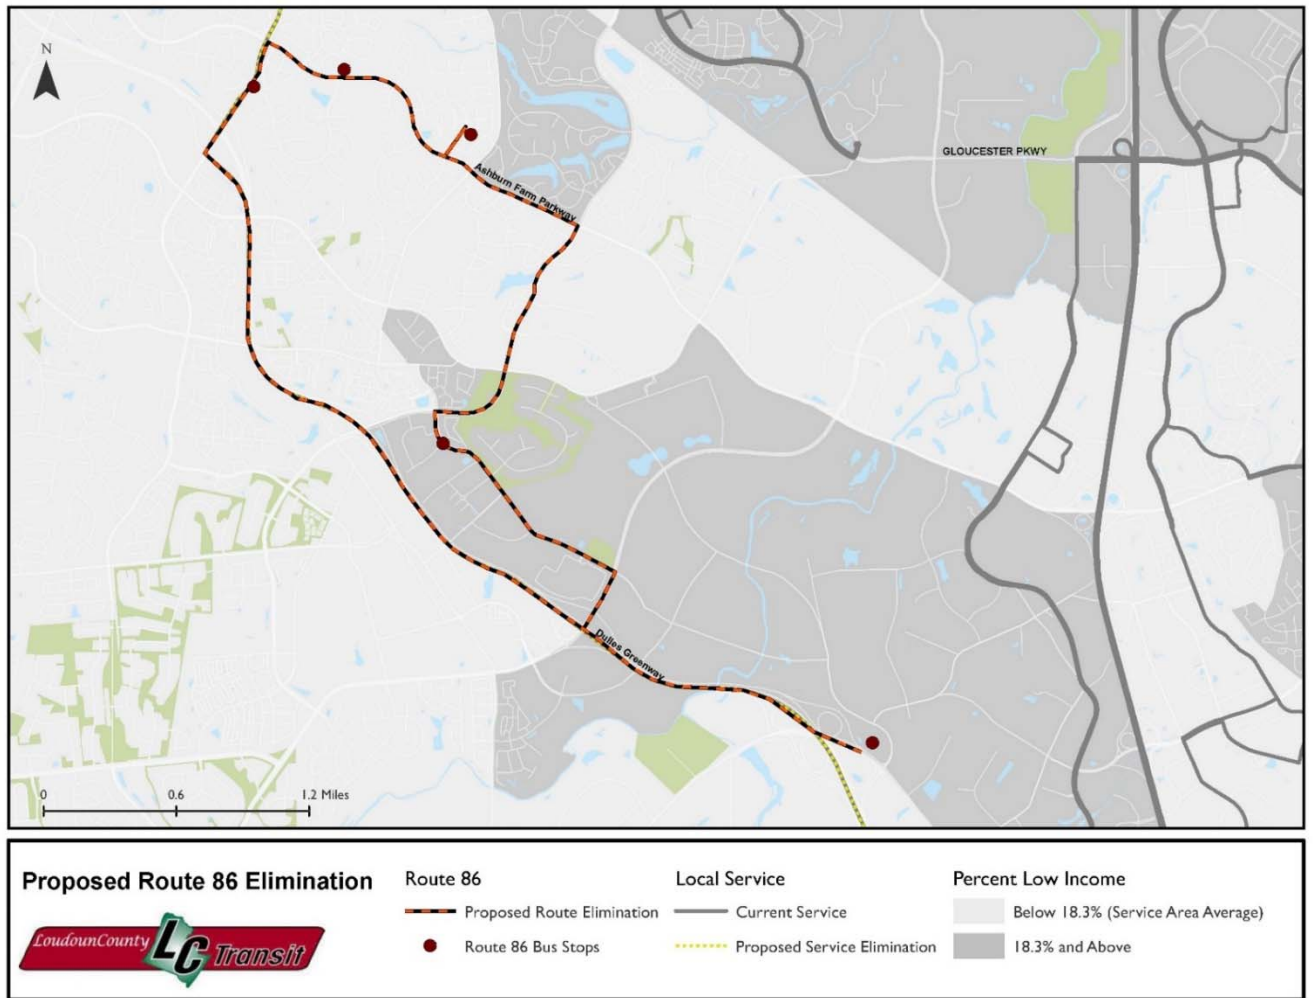 N
GLOUCESTER PKWY
Ashburn Farm Parkway
Dulles Greenway
0 0.6 1.2 Miles
Proposed Route 86 Elimination
LoudounCounty LC Transit
Route 86
Proposed Route Elimination
Route 86 Bus Stops
Local Service
Current Service
Proposed Service Elimination
Percent Low Income
Below 18.3% (Service Area Average)
18.3% and Above